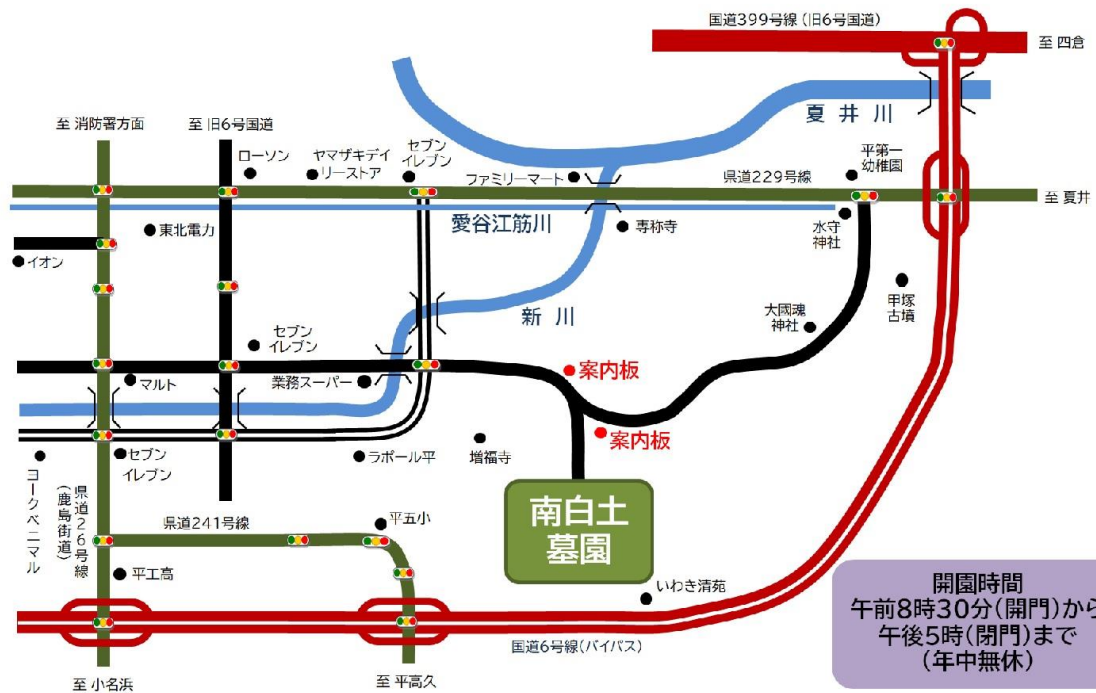 国道399号線(旧6号国道)
至 四倉
夏 井 川
至 消防署方面
至 旧6号国道
ローソン
ヤマザキデイ
リーストア
セブン
イレブン
ファミリーマート
平第一
幼稚園
県道229号線
至 夏井
愛谷江筋川
東北電力
専称寺
水守
神社
イオン
甲塚
古墳
大國魂
神社
新 川
セブン
イレブン
案内板
業務スーパー
マルト
案内板
セブン
イレブン
ラポール平
増福寺
ヨークベニマル
県道26号線
(鹿島街道)
南白土
墓園
県道241号線
平五小
平工高
いわき清苑
国道6号線(バイパス)
開園時間
午前8時30分(開門)から
午後5時(閉門)まで
(年中無休)
至 小名浜
至 平高久